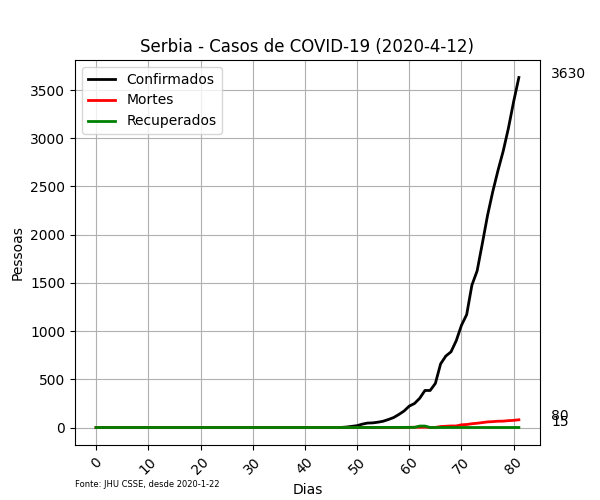 Serbia - Casos de COVID-19 (2020-4-12)
Confirmados
Mortes
Recuperados
3630
80
15
Pessoas
3500
3000
2500
2000
1500
1000
500
0
0 10 20 30 40 50 60 70 80
Dias
Fonte: JHU CSSE, desde 2020-1-22